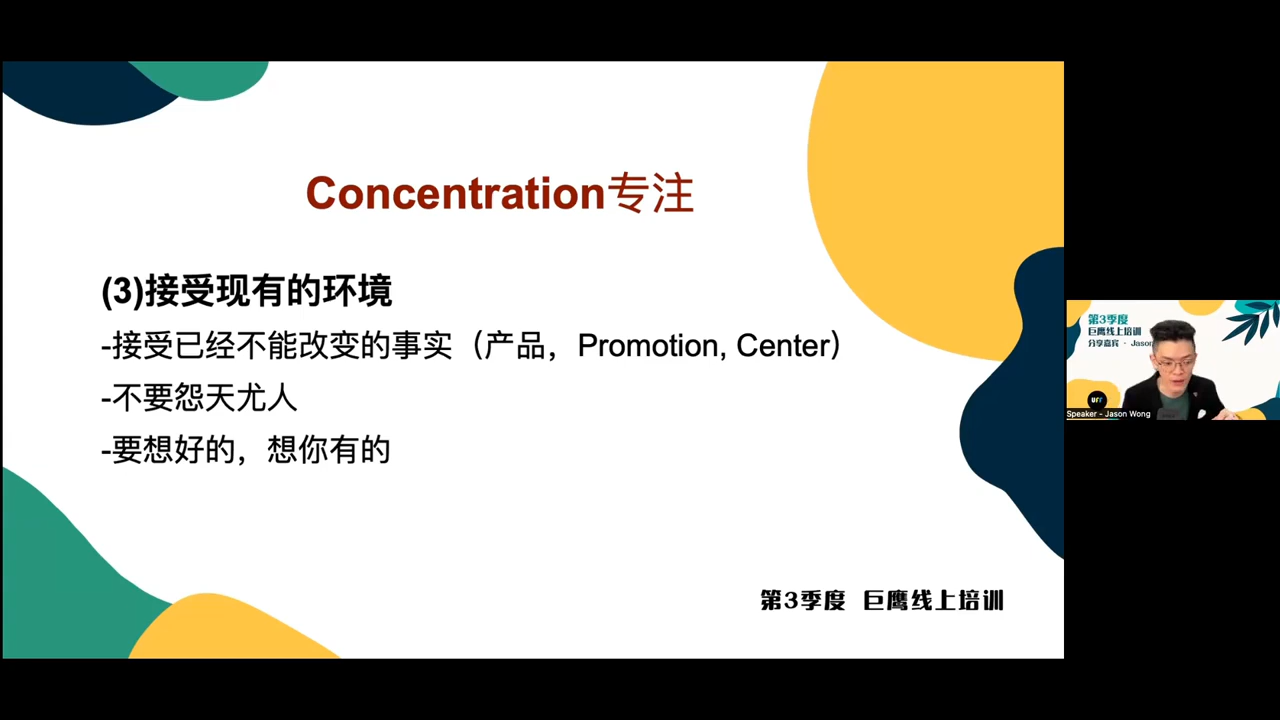 Concentration专注
(3)接受现有的环境
-接受已经不能改变的事实（产品，Promotion, Center）
-不要怨天尤人
-要想好的，想你有的
第3季度 巨鹰线上培训
第3季度
巨鹰线上培训
分享嘉宾 · Jason
Speaker - Jason Wong